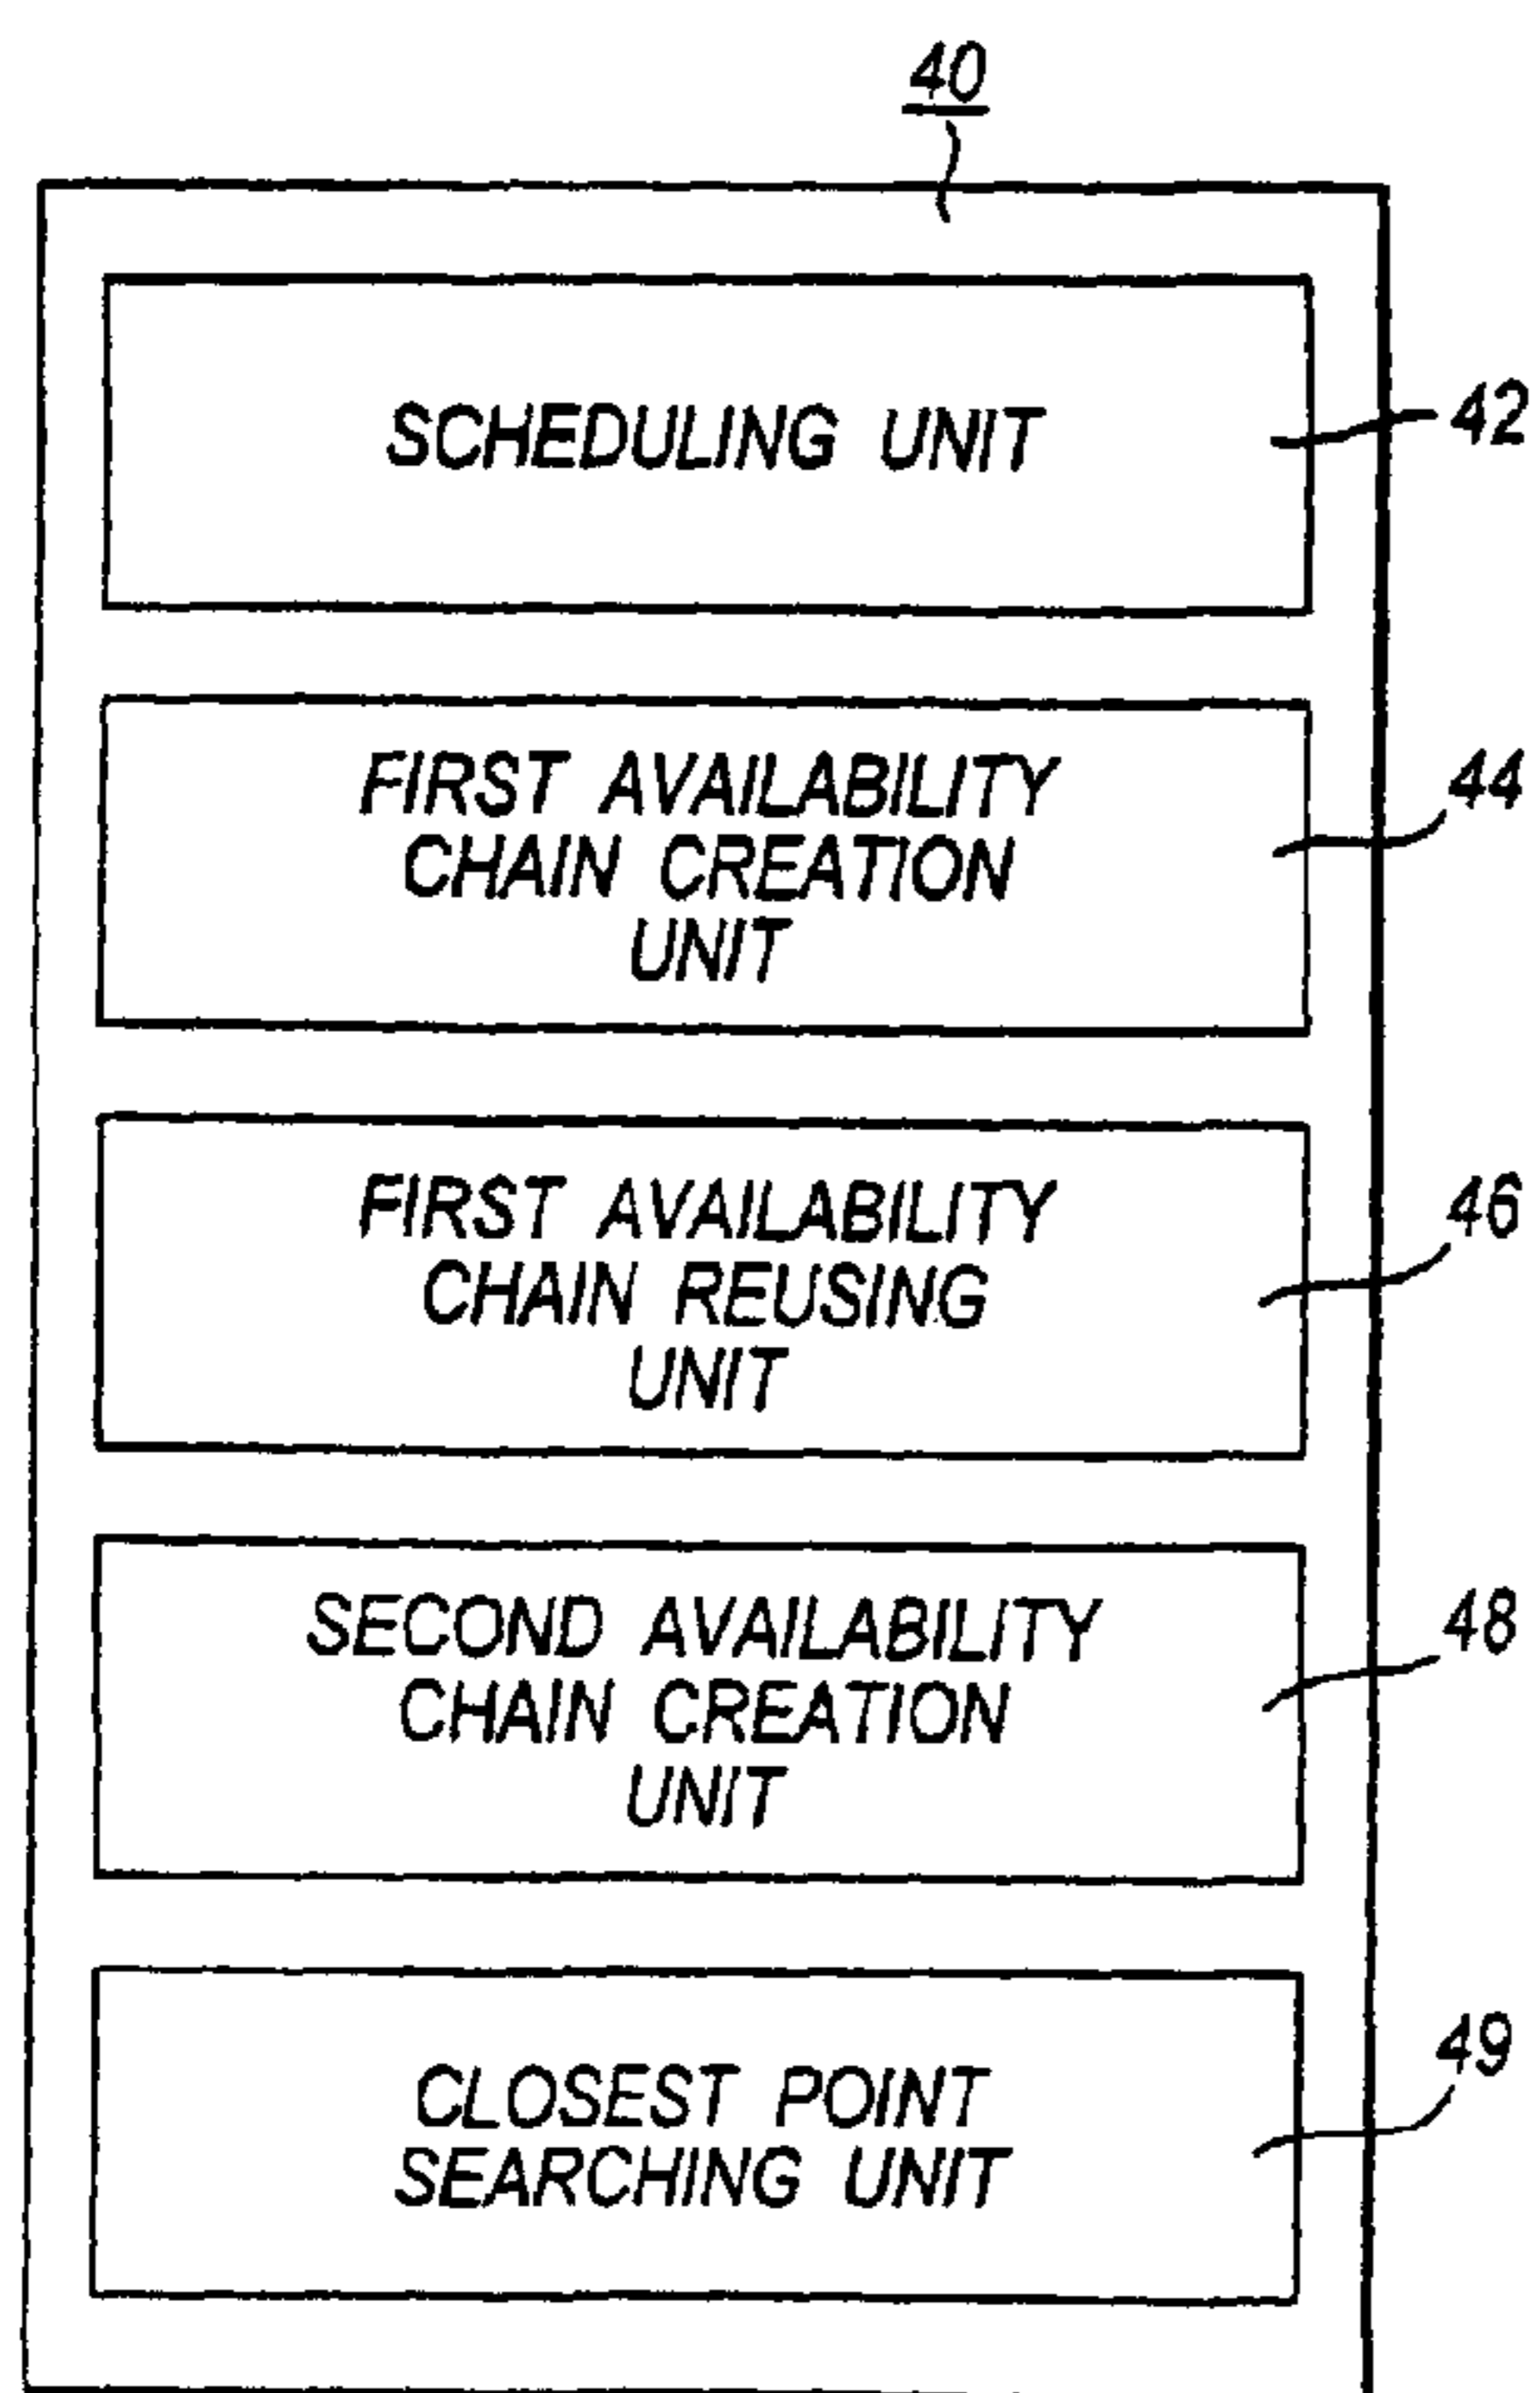 40
SCHEDULING UNIT
42
FIRST AVAILABILITY
CHAIN CREATION
UNIT
44
FIRST AVAILABILITY
CHAIN REUSING
UNIT
46
SECOND AVAILABILITY
CHAIN CREATION
UNIT
48
CLOSEST POINT
SEARCHING UNIT
49